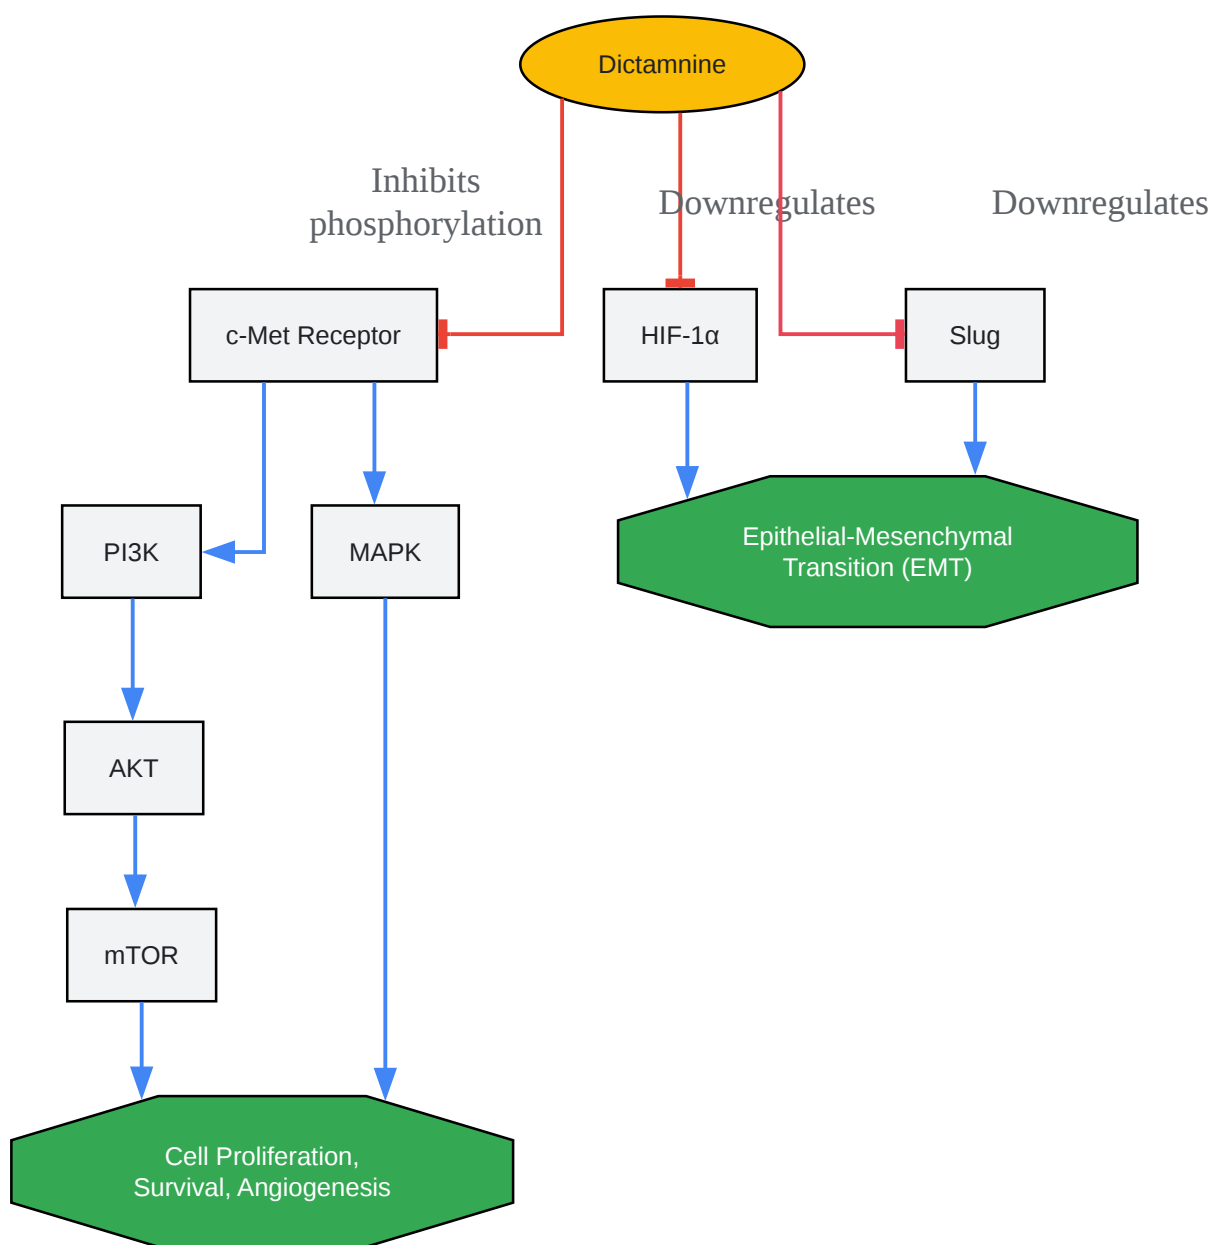 Dictamnine
Inhibits
phosphorylation
Downregulates
Downregulates
c-Met Receptor
HIF-1α
Slug
PI3K
MAPK
Epithelial-Mesenchymal
Transition (EMT)
AKT
mTOR
Cell Proliferation,
Survival, Angiogenesis